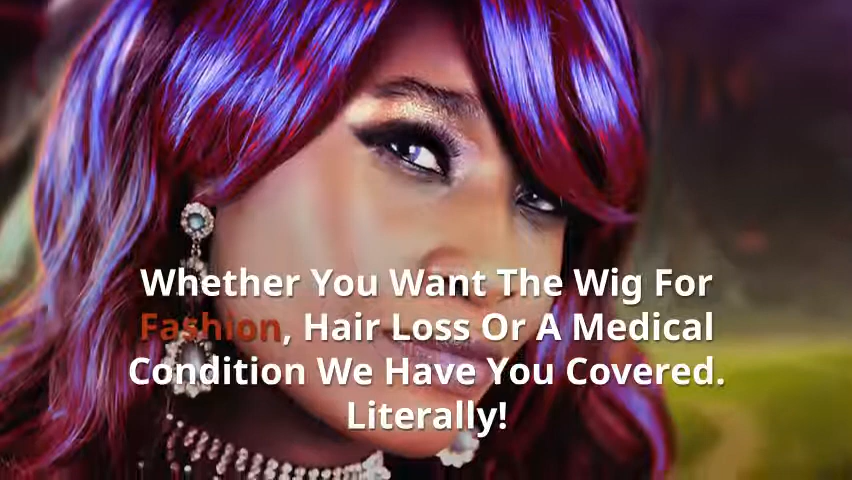 Whether You Want The Wig For
Fashion, Hair Loss Or A Medical
Condition We Have You Covered.
Literally!